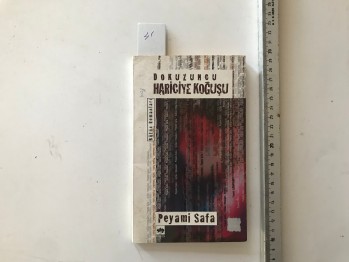 DOKUZUNCU
HARİCİYE KOĞUŞU
Peyami Safa